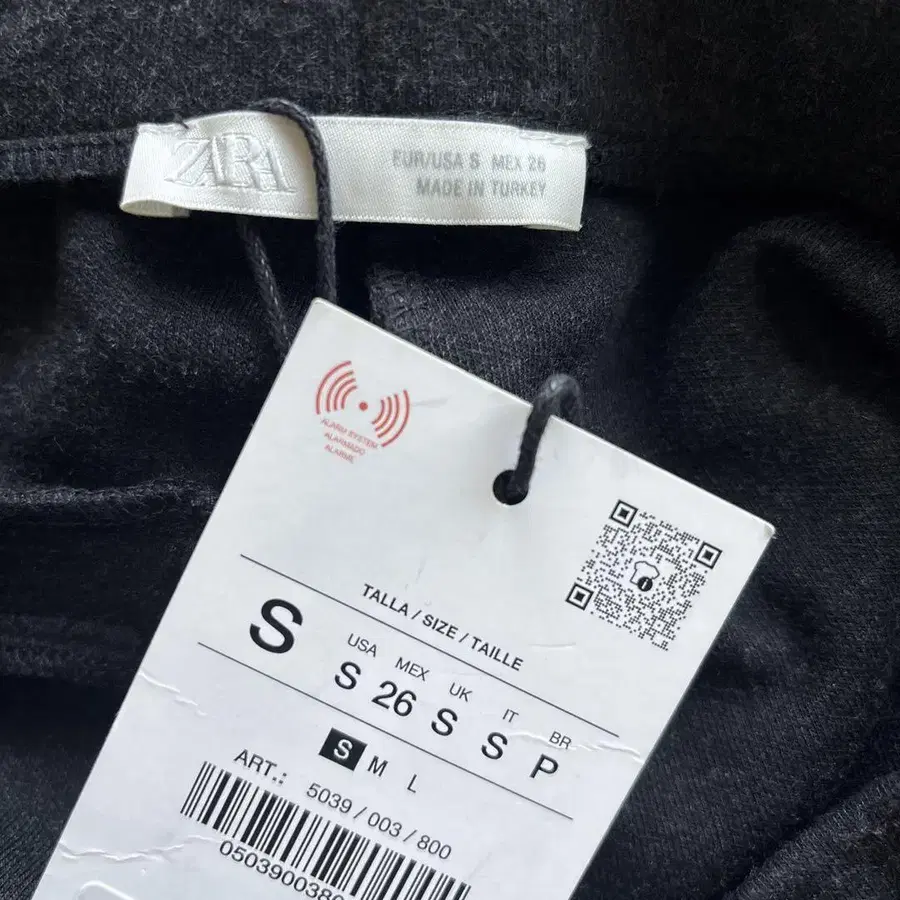 ZARA
EUR/USA S MEX 26
MADE IN TURKEY
ALARM SYSTEM
ALARMADO
ALARME
TALLA / SIZE / TAILLE
S
USA MEX UK IT BR
S 26 S S P
S M L
ART.: 5039 / 003 / 800
050390038